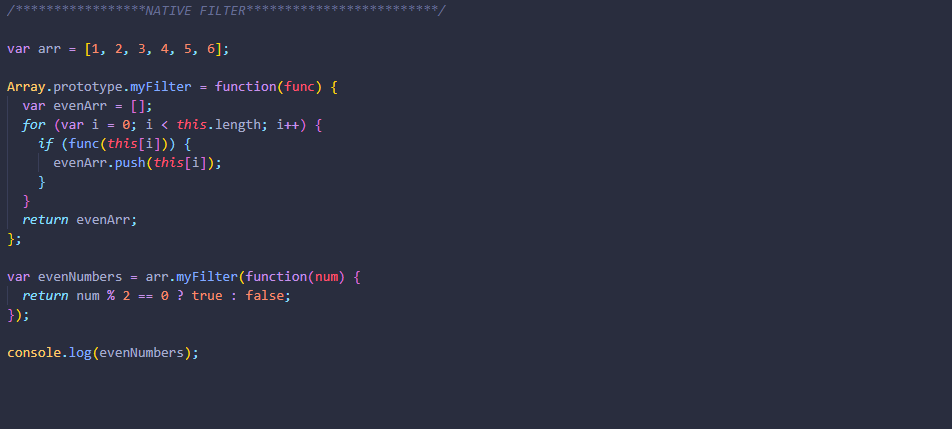 /*****************NATIVE FILTER*************************/
var arr = [1, 2, 3, 4, 5, 6];
Array.prototype.myFilter = function(func) {
  var evenArr = [];
  for (var i = 0; i < this.length; i++) {
    if (func(this[i])) {
      evenArr.push(this[i]);
    }
  }
  return evenArr;
};
var evenNumbers = arr.myFilter(function(num) {
  return num % 2 == 0 ? true : false;
});
console.log(evenNumbers);